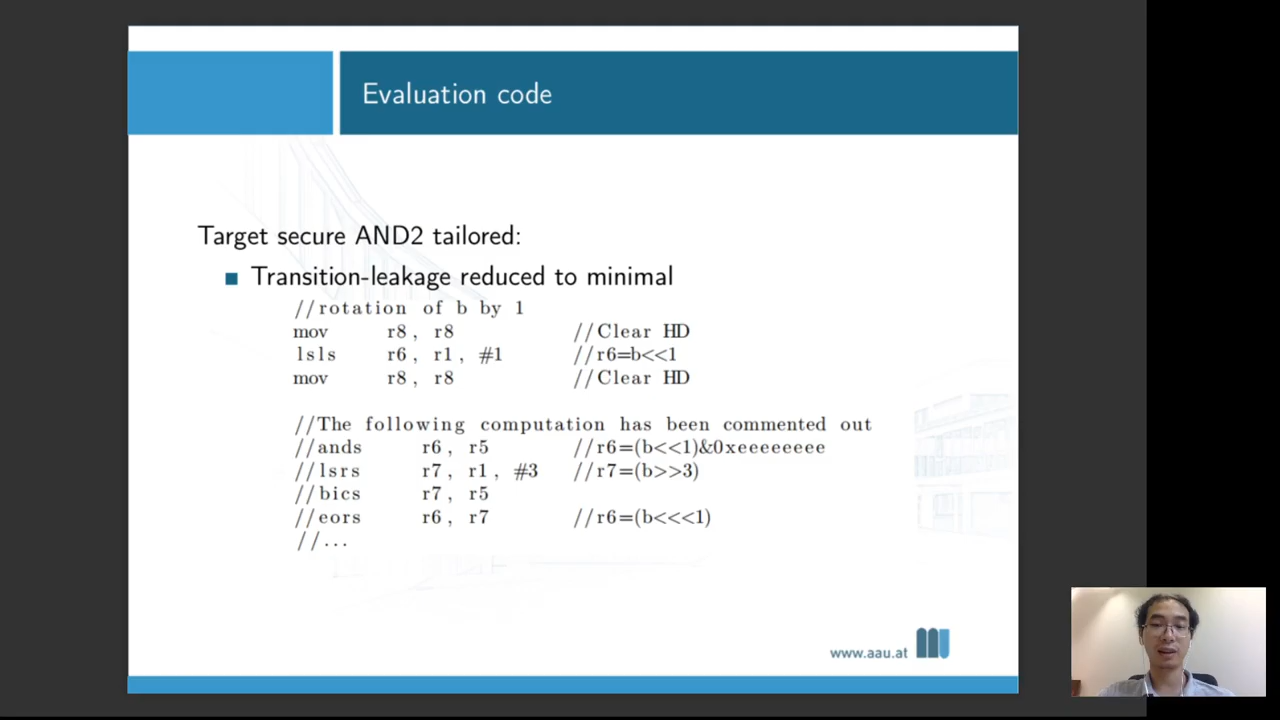 Evaluation code
Target secure AND2 tailored:
Transition-leakage reduced to minimal
//rotation of b by 1
mov r8, r8 //Clear HD
lsls r6, r1, #1 //r6=b<<1
mov r8, r8 //Clear HD
//The following computation has been commented out
//ands r6, r5 //r6=(b<<1)&0xeeeeeeee
//lsrs r7, r1, #3 //r7=(b>>3)
//bics r7, r5
//eors r6, r7 //r6=(b<<<1)
//...
www.aau.at